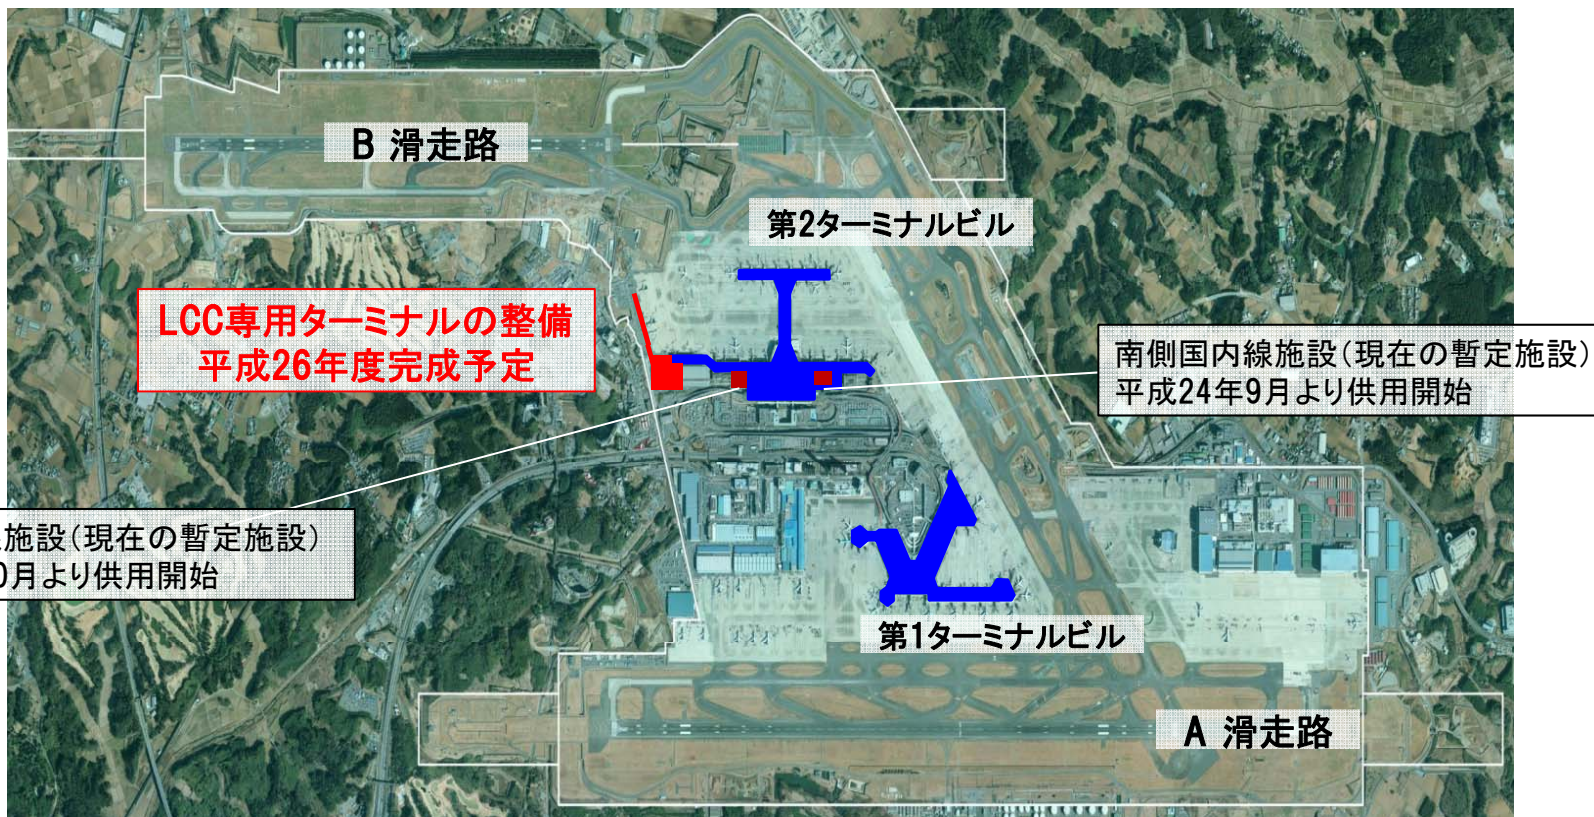 B 滑走路
第2ターミナルビル
LCC専用ターミナルの整備
平成26年度完成予定
南側国内線施設(現在の暫定施設)
平成24年9月より供用開始
施設(現在の暫定施設)
月より供用開始
第1ターミナルビル
A 滑走路